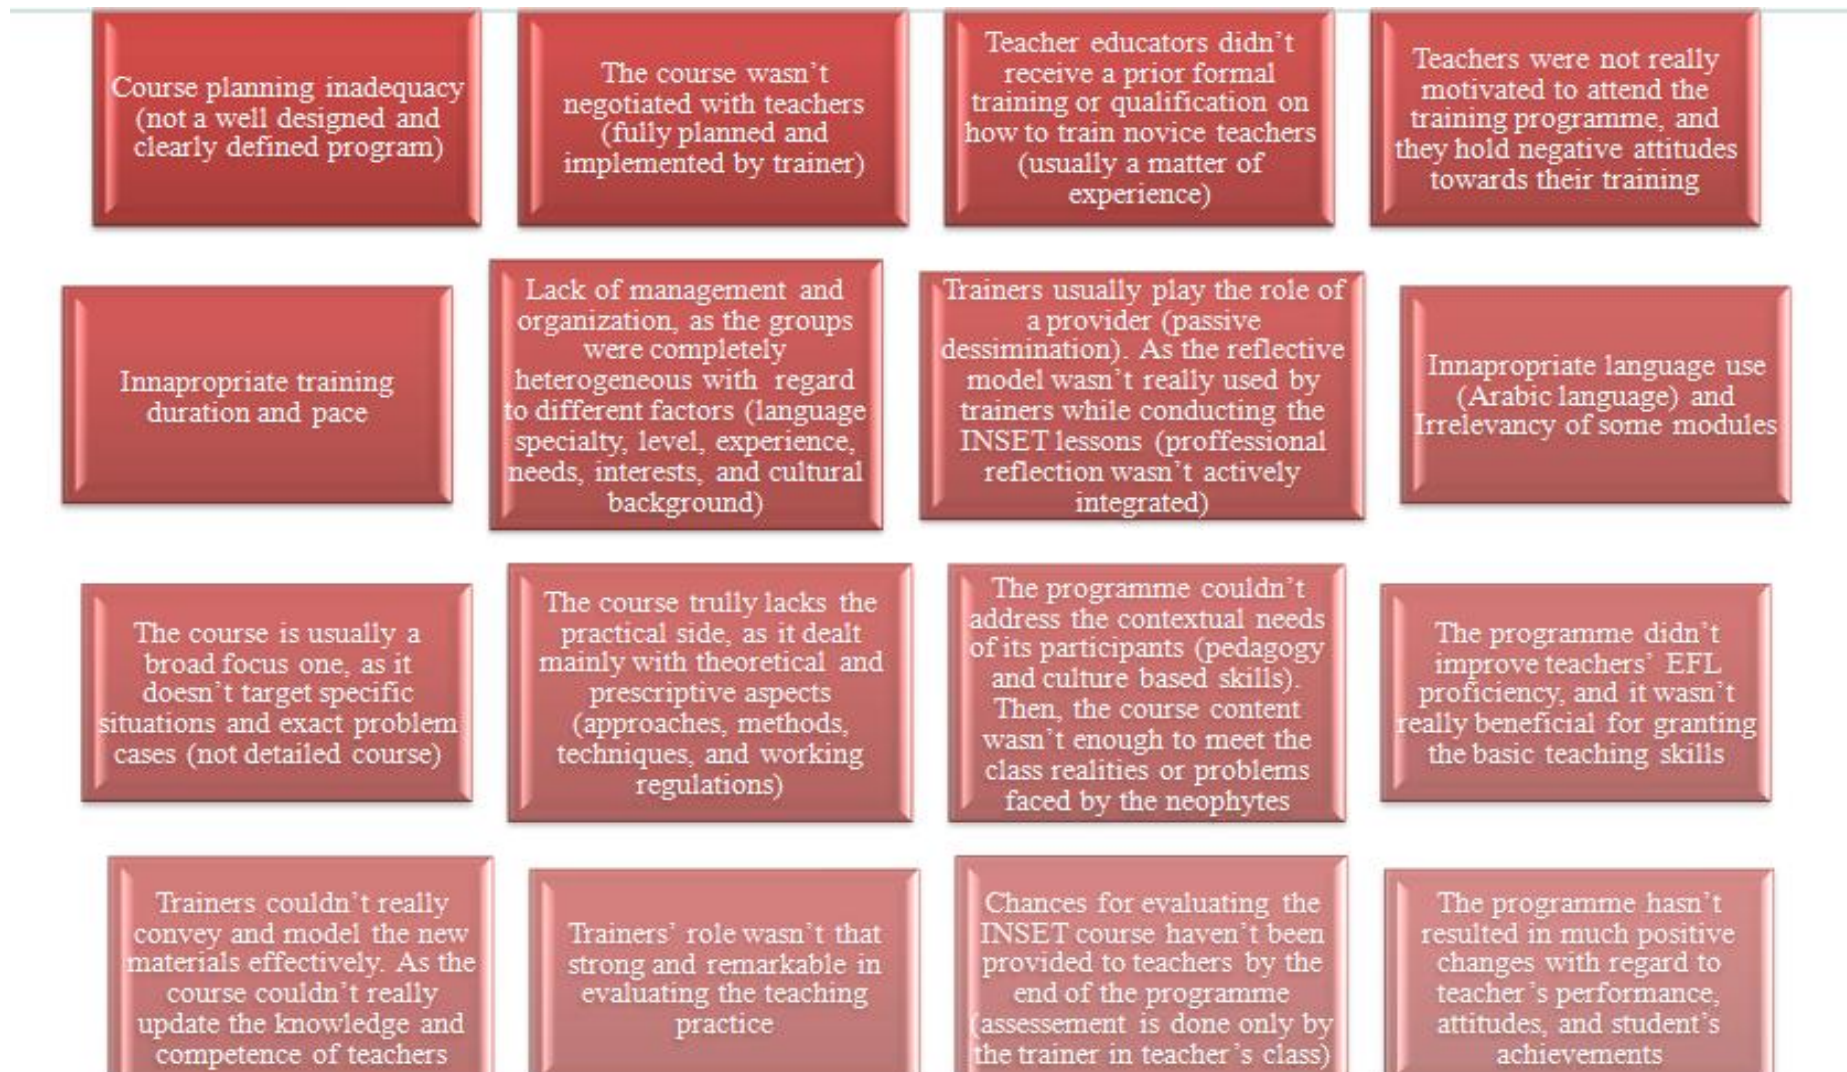 Course planning inadequacy
(not a well designed and
clearly defined program)
The course wasn't
negotiated with teachers
(fully planned and
implemented by trainer)
Teacher educators didn't
receive a prior formal
training or qualification on
how to train novice teachers
(usually a matter of
experience)
Teachers were not really
motivated to attend the
training programme, and
they hold negative attitudes
towards their training
Innapropriate training
duration and pace
Lack of management and
organization, as the groups
were completely
heterogeneous with regard
to different factors (language
specialty, level, experience,
needs, interests, and cultural
background)
Trainers usually play the role of
a provider (passive
dessimination). As the reflective
model wasn't really used by
trainers while conducting the
INSET lessons (proffessional
reflection wasn't actively
integrated)
Innapropriate language use
(Arabic language) and
Irrelevancy of some modules
The course is usually a
broad focus one, as it
doesn't target specific
situations and exact problem
cases (not detailed course)
The course trully lacks the
practical side, as it dealt
mainly with theoretical and
prescriptive aspects
(approaches, methods,
techniques, and working
regulations)
The programme couldn't
address the contextual needs
of its participants (pedagogy
and culture based skills).
Then, the course content
wasn't enough to meet the
class realities or problems
faced by the neophytes
The programme didn't
improve teachers' EFL
proficiency, and it wasn't
really beneficial for granting
the basic teaching skills
Trainers couldn't really
convey and model the new
materials effectively. As the
course couldn't really
update the knowledge and
competence of teachers
Trainers' role wasn't that
strong and remarkable in
evaluating the teaching
practice
Chances for evaluating the
INSET course haven't been
provided to teachers by the
end of the programme
(assessement is done only by
the trainer in teacher's class)
The programme hasn't
resulted in much positive
changes with regard to
teacher's performance,
attitudes, and student's
achievements